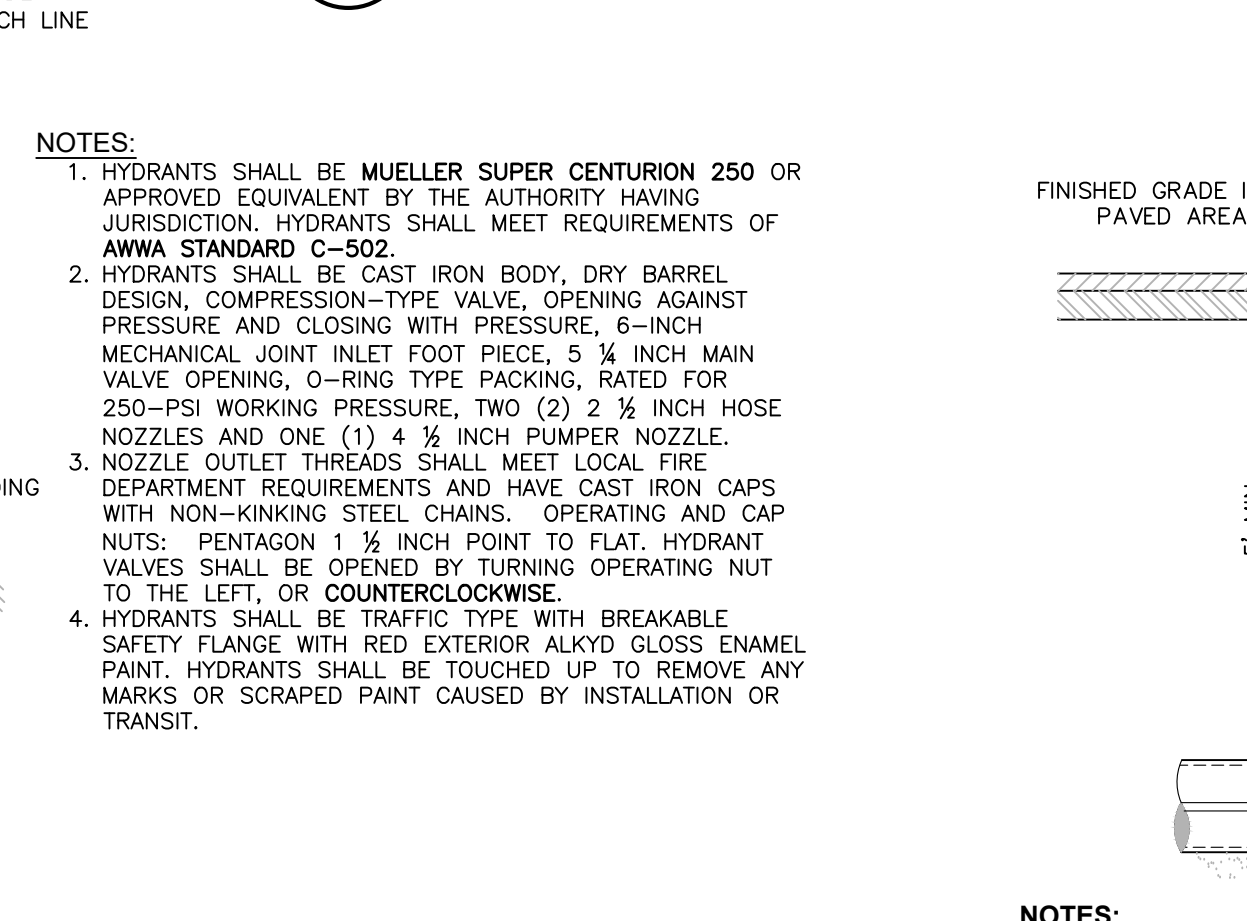 CH LINE
NOTES:
1. HYDRANTS SHALL BE MUELLER SUPER CENTURION 250 OR
APPROVED EQUIVALENT BY THE AUTHORITY HAVING
JURISDICTION. HYDRANTS SHALL MEET REQUIREMENTS OF
AWWA STANDARD C-502.
2. HYDRANTS SHALL BE CAST IRON BODY, DRY BARREL
DESIGN, COMPRESSION-TYPE VALVE, OPENING AGAINST
PRESSURE AND CLOSING WITH PRESSURE, 6-INCH
MECHANICAL JOINT INLET FOOT PIECE, 5 ¼ INCH MAIN
VALVE OPENING, O-RING TYPE PACKING, RATED FOR
250-PSI WORKING PRESSURE, TWO (2) 2 ½ INCH HOSE
NOZZLES AND ONE (1) 4 ½ INCH PUMPER NOZZLE.
3. NOZZLE OUTLET THREADS SHALL MEET LOCAL FIRE
DEPARTMENT REQUIREMENTS AND HAVE CAST IRON CAPS
WITH NON-KINKING STEEL CHAINS. OPERATING AND CAP
NUTS: PENTAGON 1 ½ INCH POINT TO FLAT. HYDRANT
VALVES SHALL BE OPENED BY TURNING OPERATING NUT
TO THE LEFT, OR COUNTERCLOCKWISE.
4. HYDRANTS SHALL BE TRAFFIC TYPE WITH BREAKABLE
SAFETY FLANGE WITH RED EXTERIOR ALKYD GLOSS ENAMEL
PAINT. HYDRANTS SHALL BE TOUCHED UP TO REMOVE ANY
MARKS OR SCRAPED PAINT CAUSED BY INSTALLATION OR
TRANSIT.
ING
FINISHED GRADE
PAVED AREA
NOTES: